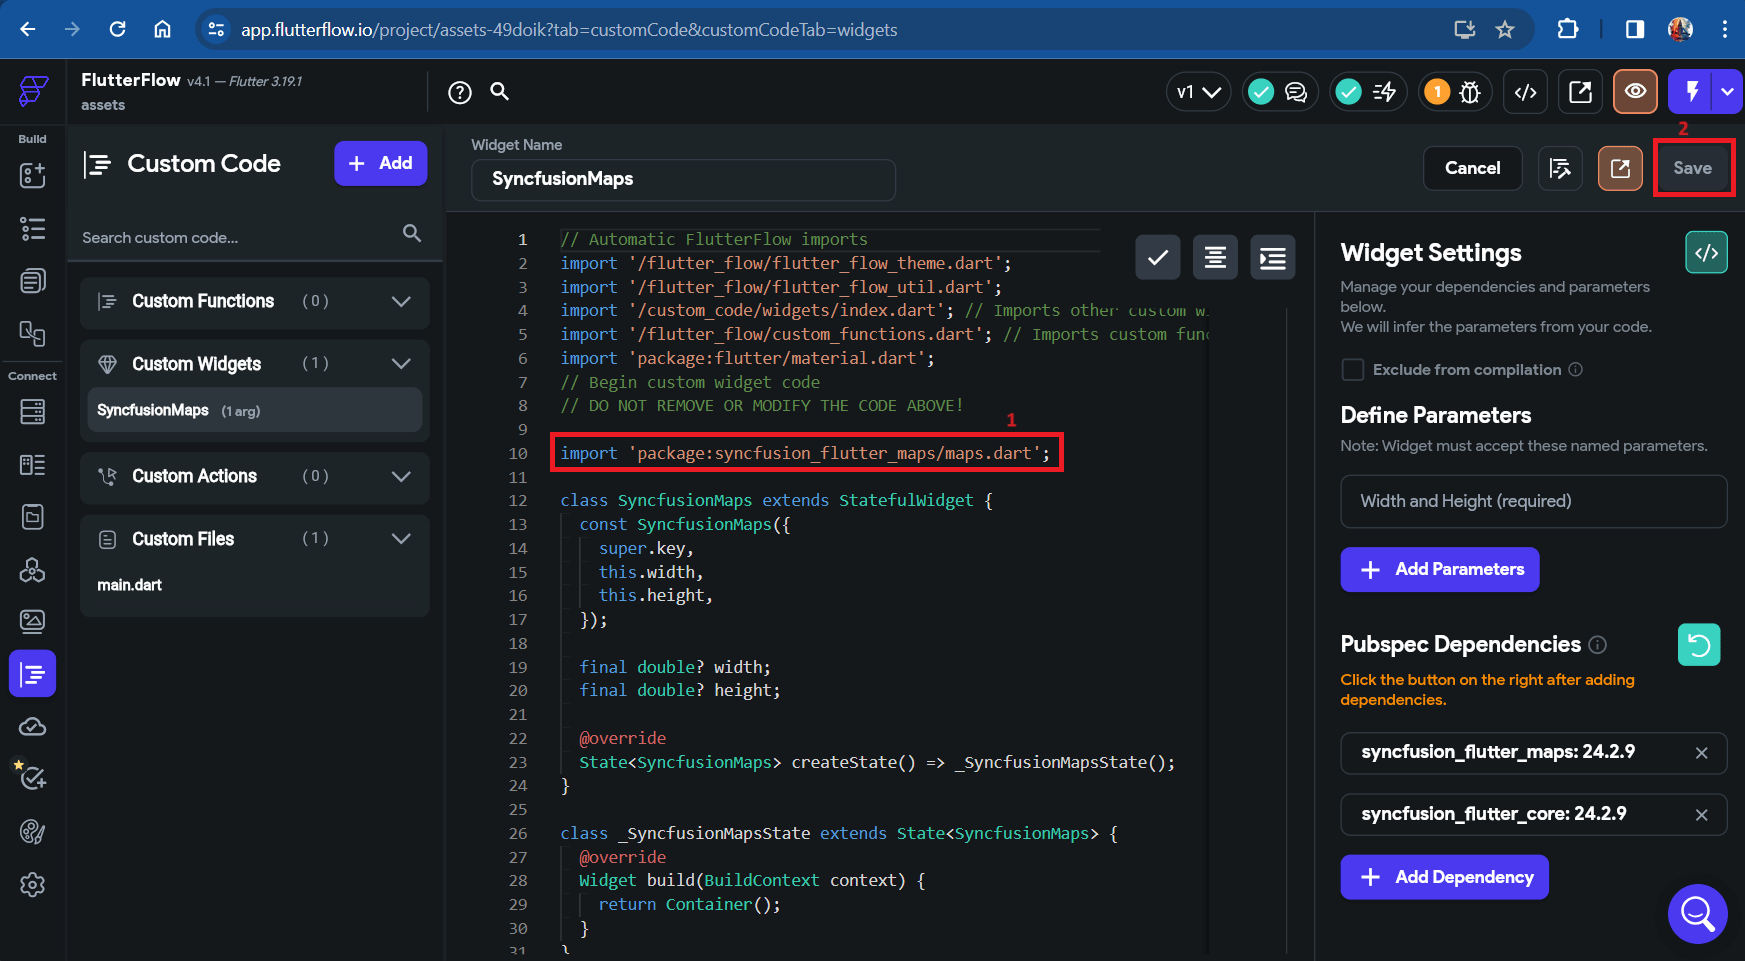 app.flutterflow.io/project/assets-49doik?tab=customCode&customCodeTab=widgets
FlutterFlow v4.1 — Flutter 3.19.1
assets
v1
1
Build
Connect
Custom Code
+ Add
Search custom code...
Custom Functions (0)
Custom Widgets (1)
SyncfusionMaps (1 arg)
Custom Actions (0)
Custom Files (1)
main.dart
Widget Name
SyncfusionMaps
Cancel
2
Save
1 // Automatic FlutterFlow imports
2 import '/flutter_flow/flutter_flow_theme.dart';
3 import '/flutter_flow/flutter_flow_util.dart';
4 import '/custom_code/widgets/index.dart'; // Imports other custom wi
5 import '/flutter_flow/custom_functions.dart'; // Imports custom func
6 import 'package:flutter/material.dart';
7 // Begin custom widget code
8 // DO NOT REMOVE OR MODIFY THE CODE ABOVE!
9
1
10 import 'package:syncfusion_flutter_maps/maps.dart';
11
12 class SyncfusionMaps extends StatefulWidget {
13 const SyncfusionMaps({
14 super.key,
15 this.width,
16 this.height,
17 });
18
19 final double? width;
20 final double? height;
21
22 @override
23 State<SyncfusionMaps> createState() => _SyncfusionMapsState();
24 }
25
26 class _SyncfusionMapsState extends State<SyncfusionMaps> {
27 @override
28 Widget build(BuildContext context) {
29 return Container();
30 }
31 }
Widget Settings
Manage your dependencies and parameters
below.
We will infer the parameters from your code.
Exclude from compilation
Define Parameters
Note: Widget must accept these named parameters.
Width and Height (required)
+ Add Parameters
Pubspec Dependencies
Click the button on the right after adding
dependencies.
syncfusion_flutter_maps: 24.2.9
syncfusion_flutter_core: 24.2.9
+ Add Dependency